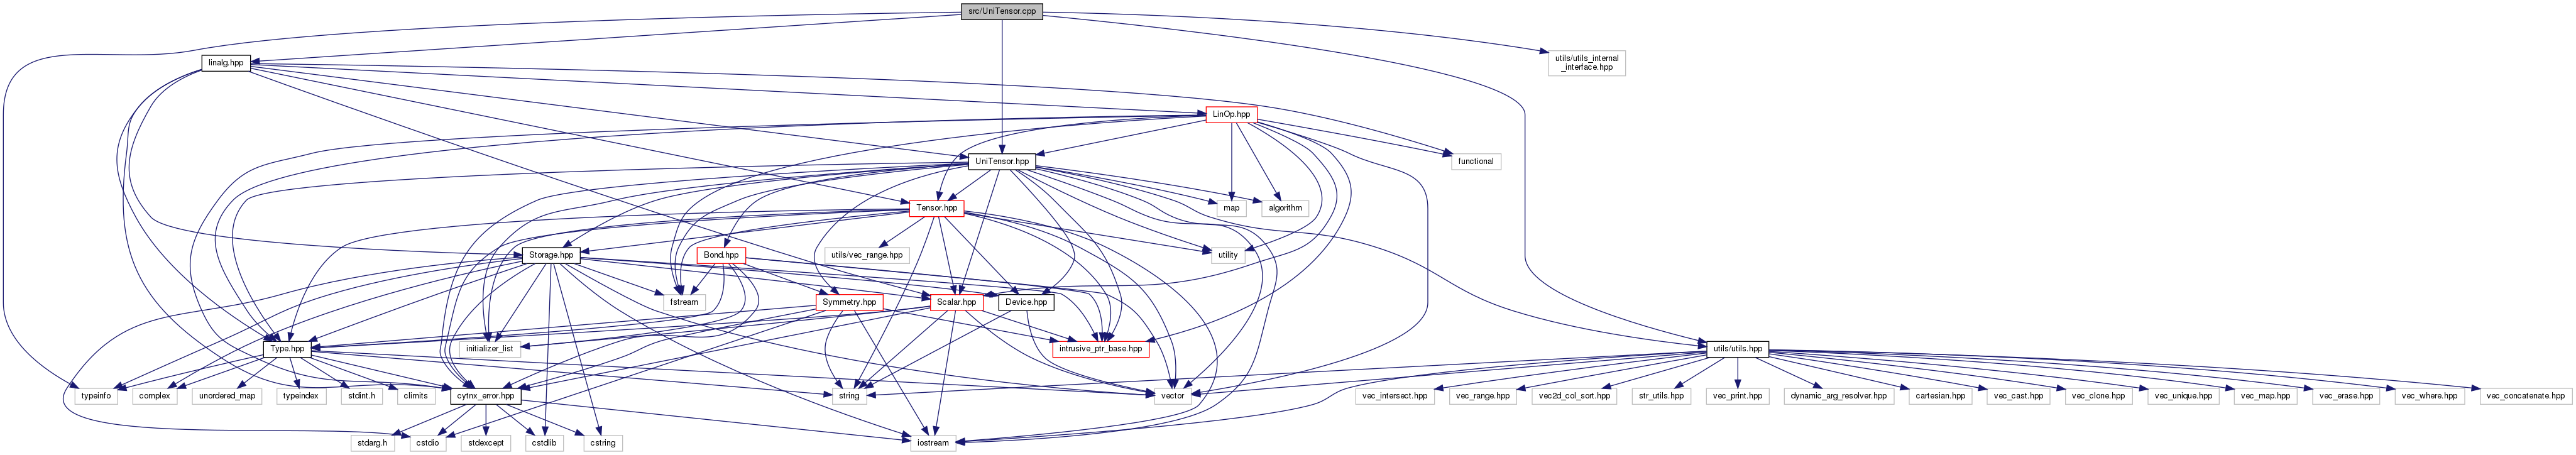 src/UniTensor.cpp
linalg.hpp
utils/utils_internal
_interface.hpp
LinOp.hpp
UniTensor.hpp
functional
Tensor.hpp
map
algorithm
Storage.hpp
Bond.hpp
utils/vec_range.hpp
utility
fstream
Symmetry.hpp
Scalar.hpp
Device.hpp
Type.hpp
initializer_list
intrusive_ptr_base.hpp
utils/utils.hpp
typeinfo
complex
unordered_map
typeindex
stdint.h
climits
cytnx_error.hpp
string
vector
vec_intersect.hpp
vec_range.hpp
vec2d_col_sort.hpp
str_utils.hpp
vec_print.hpp
dynamic_arg_resolver.hpp
cartesian.hpp
vec_cast.hpp
vec_clone.hpp
vec_unique.hpp
vec_map.hpp
vec_erase.hpp
vec_where.hpp
vec_concatenate.hpp
stdarg.h
cstdio
stdexcept
cstdlib
cstring
iostream